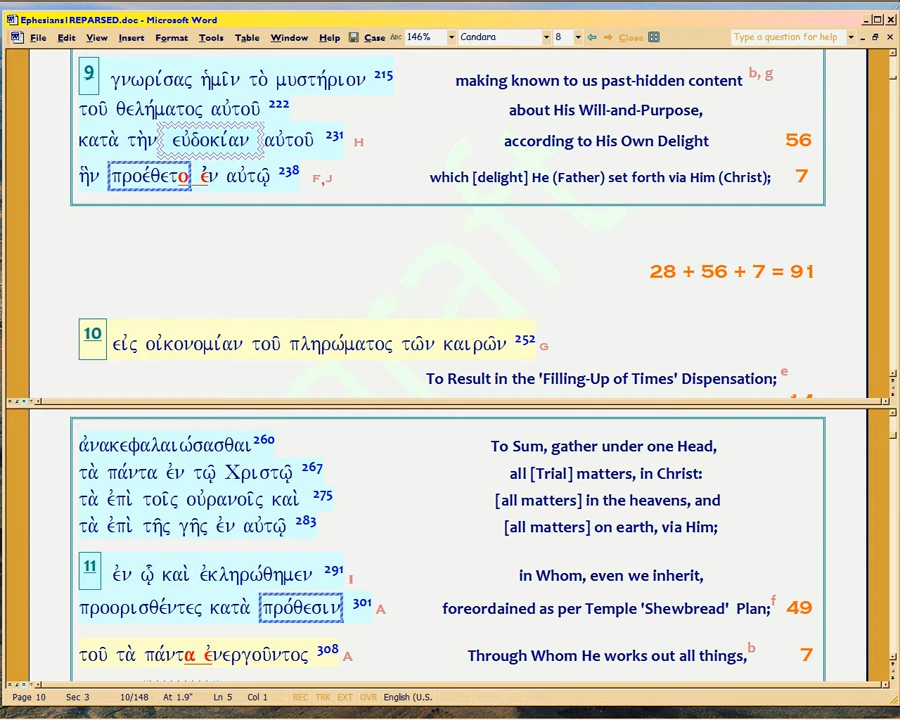 Ephesians1REPARSED.doc - Microsoft Word
File Edit View Insert Format Tools Table Window Help Case Abc 146% Candara 8 Close Type a question for help
9 γνωρίσας ἡμῖν τὸ μυστήριον 215 making known to us past-hidden content b, g
τοῦ θελήματος αὐτοῦ 222 about His Will-and-Purpose,
κατὰ τὴν εὐδοκίαν αὐτοῦ 231 H according to His Own Delight 56
ἣν προέθετο ἐν αὐτῷ 238 F,J which [delight] He (Father) set forth via Him (Christ); 7
28 + 56 + 7 = 91
draft
10 εἰς οἰκονομίαν τοῦ πληρώματος τῶν καιρῶν 252 G
To Result in the 'Filling-Up of Times' Dispensation; e
ἀνακεφαλαιώσασθαι 260 To Sum, gather under one Head,
τὰ πάντα ἐν τῷ Χριστῷ 267 all [Trial] matters, in Christ:
τὰ ἐπὶ τοῖς οὐρανοῖς καὶ 275 [all matters] in the heavens, and
τὰ ἐπὶ τῆς γῆς ἐν αὐτῷ 283 [all matters] on earth, via Him;
11 ἐν ᾧ καὶ ἐκληρώθημεν 291 I in Whom, even we inherit,
προορισθέντες κατὰ πρόθεσιν 301 A foreordained as per Temple 'Shewbread' Plan; f 49
τοῦ τὰ πάντα ἐνεργοῦντος 308 A Through Whom He works out all things, b 7
Page 10 Sec 3 10/148 At 1.9" Ln 5 Col 1 REC TRK EXT OVR English (U.S.